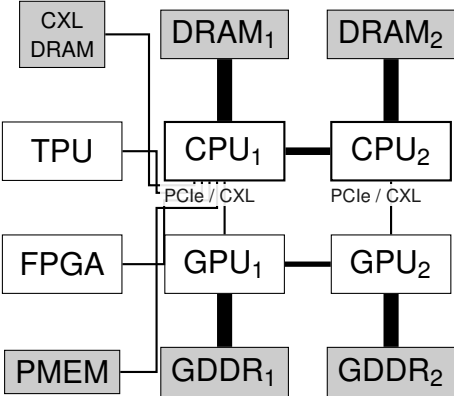 CXL
DRAM
DRAM₁
DRAM₂
TPU
CPU₁
CPU₂
PCIe / CXL
PCIe / CXL
FPGA
GPU₁
GPU₂
PMEM
GDDR₁
GDDR₂